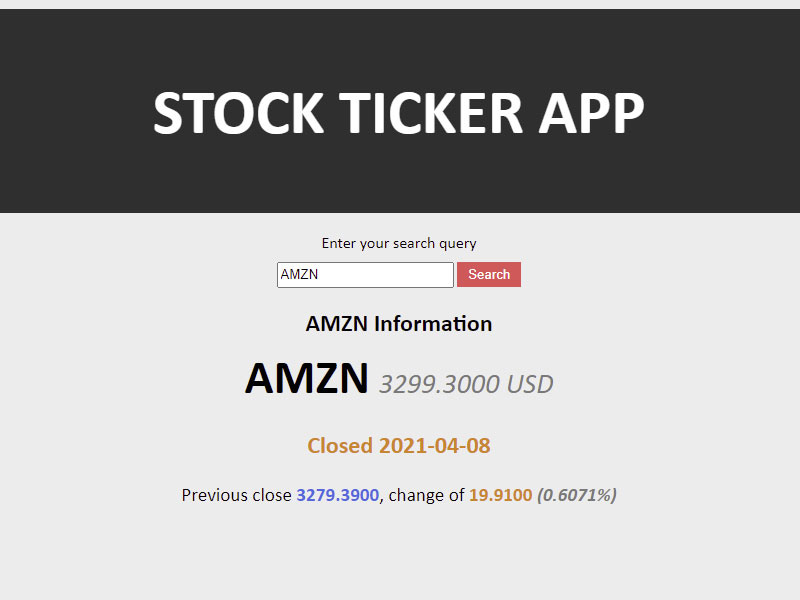 STOCK TICKER APP
Enter your search query
AMZN Search
AMZN Information
AMZN 3299.3000 USD
Closed 2021-04-08
Previous close 3279.3900, change of 19.9100 (0.6071%)